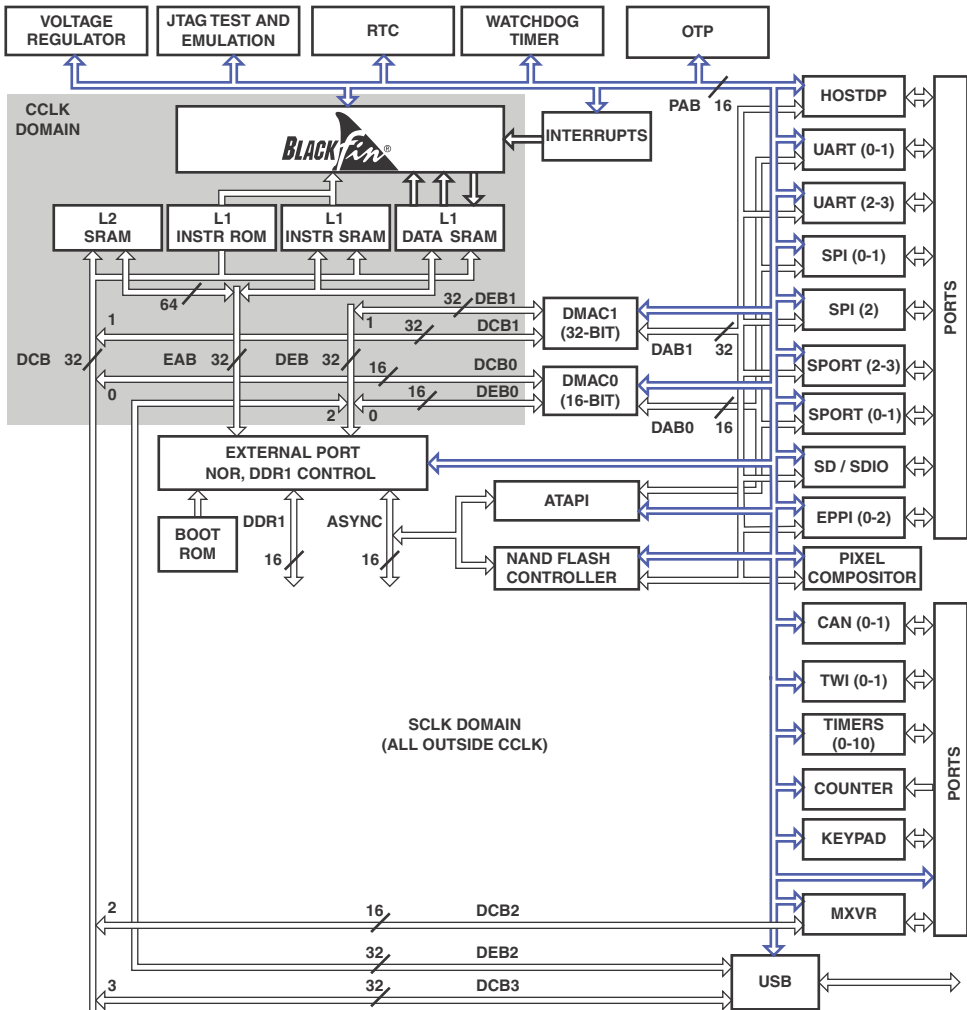 VOLTAGE
REGULATOR
JTAG TEST AND
EMULATION
RTC
WATCHDOG
TIMER
OTP
PAB
16
HOSTDP
CCLK
DOMAIN
BLACKfin®
INTERRUPTS
UART (0-1)
UART (2-3)
L2
SRAM
L1
INSTR ROM
L1
INSTR SRAM
L1
DATA SRAM
SPI (0-1)
PORTS
64
32
DEB1
DMAC1
(32-BIT)
SPI (2)
1
1
32
DCB1
DAB1
32
DCB
32
EAB
32
DEB
32
16
DCB0
SPORT (2-3)
DMAC0
(16-BIT)
0
16
DEB0
2
0
DAB0
16
SPORT (0-1)
EXTERNAL PORT
NOR, DDR1 CONTROL
SD / SDIO
ATAPI
BOOT
ROM
DDR1
16
ASYNC
16
EPPI (0-2)
NAND FLASH
CONTROLLER
PIXEL
COMPOSITOR
CAN (0-1)
TWI (0-1)
SCLK DOMAIN
(ALL OUTSIDE CCLK)
TIMERS
(0-10)
PORTS
COUNTER
KEYPAD
2
16
DCB2
MXVR
32
DEB2
USB
3
32
DCB3